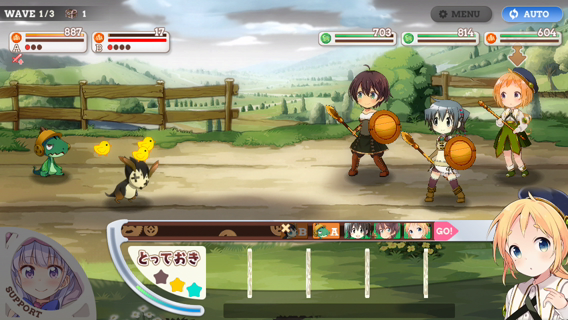 WAVE 1/3 1
MENU
AUTO
887
A
17
B
703
814
604
B A GO!
とっておき
SUPPORT